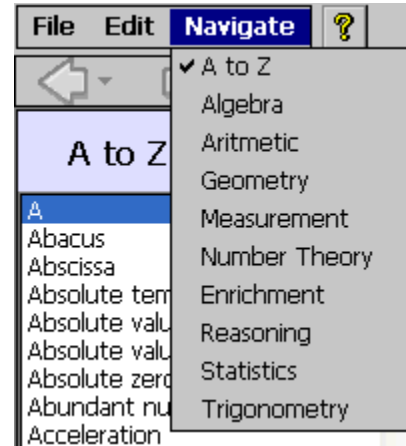 File Edit Navigate ?
✔ A to Z
Algebra
Aritmetic
Geometry
Measurement
Number Theory
Enrichment
Reasoning
Statistics
Trigonometry
A to Z
A
Abacus
Abscissa
Absolute tem
Absolute valu
Absolute valu
Absolute zero
Abundant nu
Acceleration